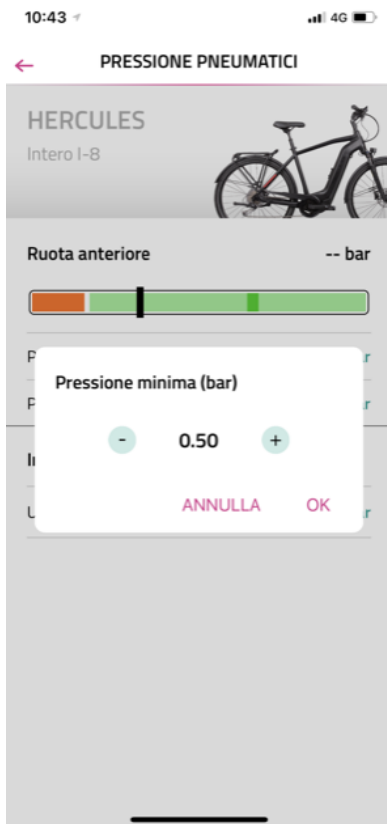 10:43
4G
PRESSIONE PNEUMATICI
HERCULES
Intero I-8
Ruota anteriore -- bar
Pressione minima (bar)
- 0.50 +
ANNULLA OK